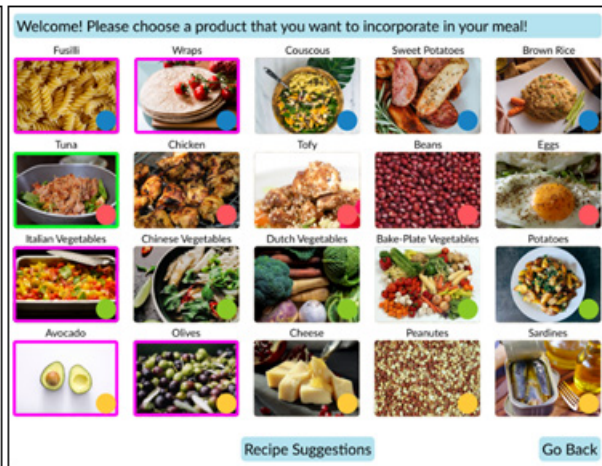 Welcome! Please choose a product that you want to incorporate in your meal!
Fusilli Wraps Couscous Sweet Potatoes Brown Rice
Tuna Chicken Tofy Beans Eggs
Italian Vegetables Chinese Vegetables Dutch Vegetables Bake-Plate Vegetables Potatoes
Avocado Olives Cheese Peanutes Sardines
Recipe Suggestions Go Back